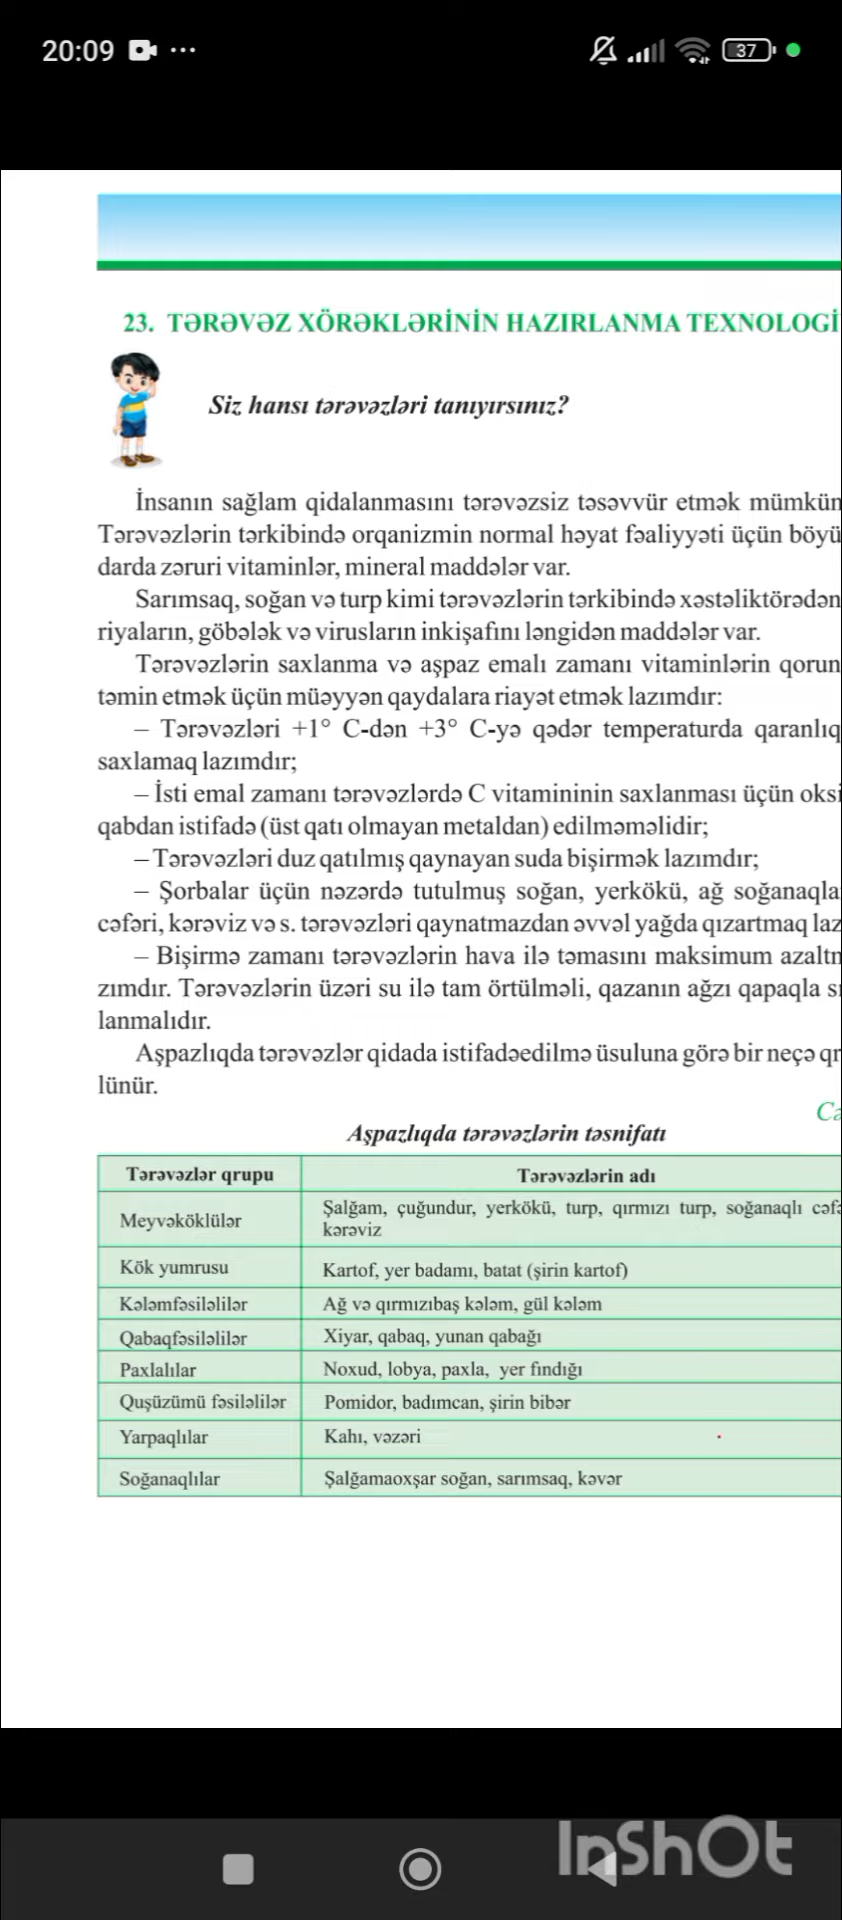 20:09
37
23. TƏRƏVƏZ XÖRƏKLƏRİNİN HAZIRLANMA TEXNOLOGİ
Siz hansı tərəvəzləri tanıyırsınız?
İnsanın sağlam qidalanmasını tərəvəzsiz təsəvvür etmək mümkün
Tərəvəzlərin tərkibində orqanizmin normal həyat fəaliyyəti üçün böyü
darda zəruri vitaminlər, mineral maddələr var.
Sarımsaq, soğan və turp kimi tərəvəzlərin tərkibində xəstəliktörədən
riyaların, göbələk və virusların inkişafını ləngidən maddələr var.
Tərəvəzlərin saxlanma və aşpaz emalı zamanı vitaminlərin qorun
təmin etmək üçün müəyyən qaydalara riayət etmək lazımdır:
– Tərəvəzləri +1° C-dən +3° C-yə qədər temperaturda qaranlıq
saxlamaq lazımdır;
– İsti emal zamanı tərəvəzlərdə C vitamininin saxlanması üçün oksi
qabdan istifadə (üst qatı olmayan metaldan) edilməməlidir;
– Tərəvəzləri duz qatılmış qaynayan suda bişirmək lazımdır;
– Şorbalar üçün nəzərdə tutulmuş soğan, yerkökü, ağ soğanaqla
cəfəri, kərəviz və s. tərəvəzləri qaynatmazdan əvvəl yağda qızartmaq laz
– Bişirmə zamanı tərəvəzlərin hava ilə təmasını maksimum azaltm
zımdır. Tərəvəzlərin üzəri su ilə tam örtülməli, qazanın ağzı qapaqla sı
lanmalıdır.
Aşpazlıqda tərəvəzlər qidada istifadəedilmə üsuluna görə bir neçə qr
lünür.
Cə
Aşpazlıqda tərəvəzlərin təsnifatı
Tərəvəzlər qrupu Tərəvəzlərin adı
Meyvəköklülər Şalğam, çuğundur, yerkökü, turp, qırmızı turp, soğanaqlı cəfə
kərəviz
Kök yumrusu Kartof, yer badamı, batat (şirin kartof)
Kələmfəsiləlilər Ağ və qırmızıbaş kələm, gül kələm
Qabaqfəsiləlilər Xiyar, qabaq, yunan qabağı
Paxlalılar Noxud, lobya, paxla, yer fındığı
Quşüzümü fəsiləlilər Pomidor, badımcan, şirin bibər
Yarpaqlılar Kahı, vəzəri
Soğanaqlılar Şalğamaoxşar soğan, sarımsaq, kəvər
InShOt